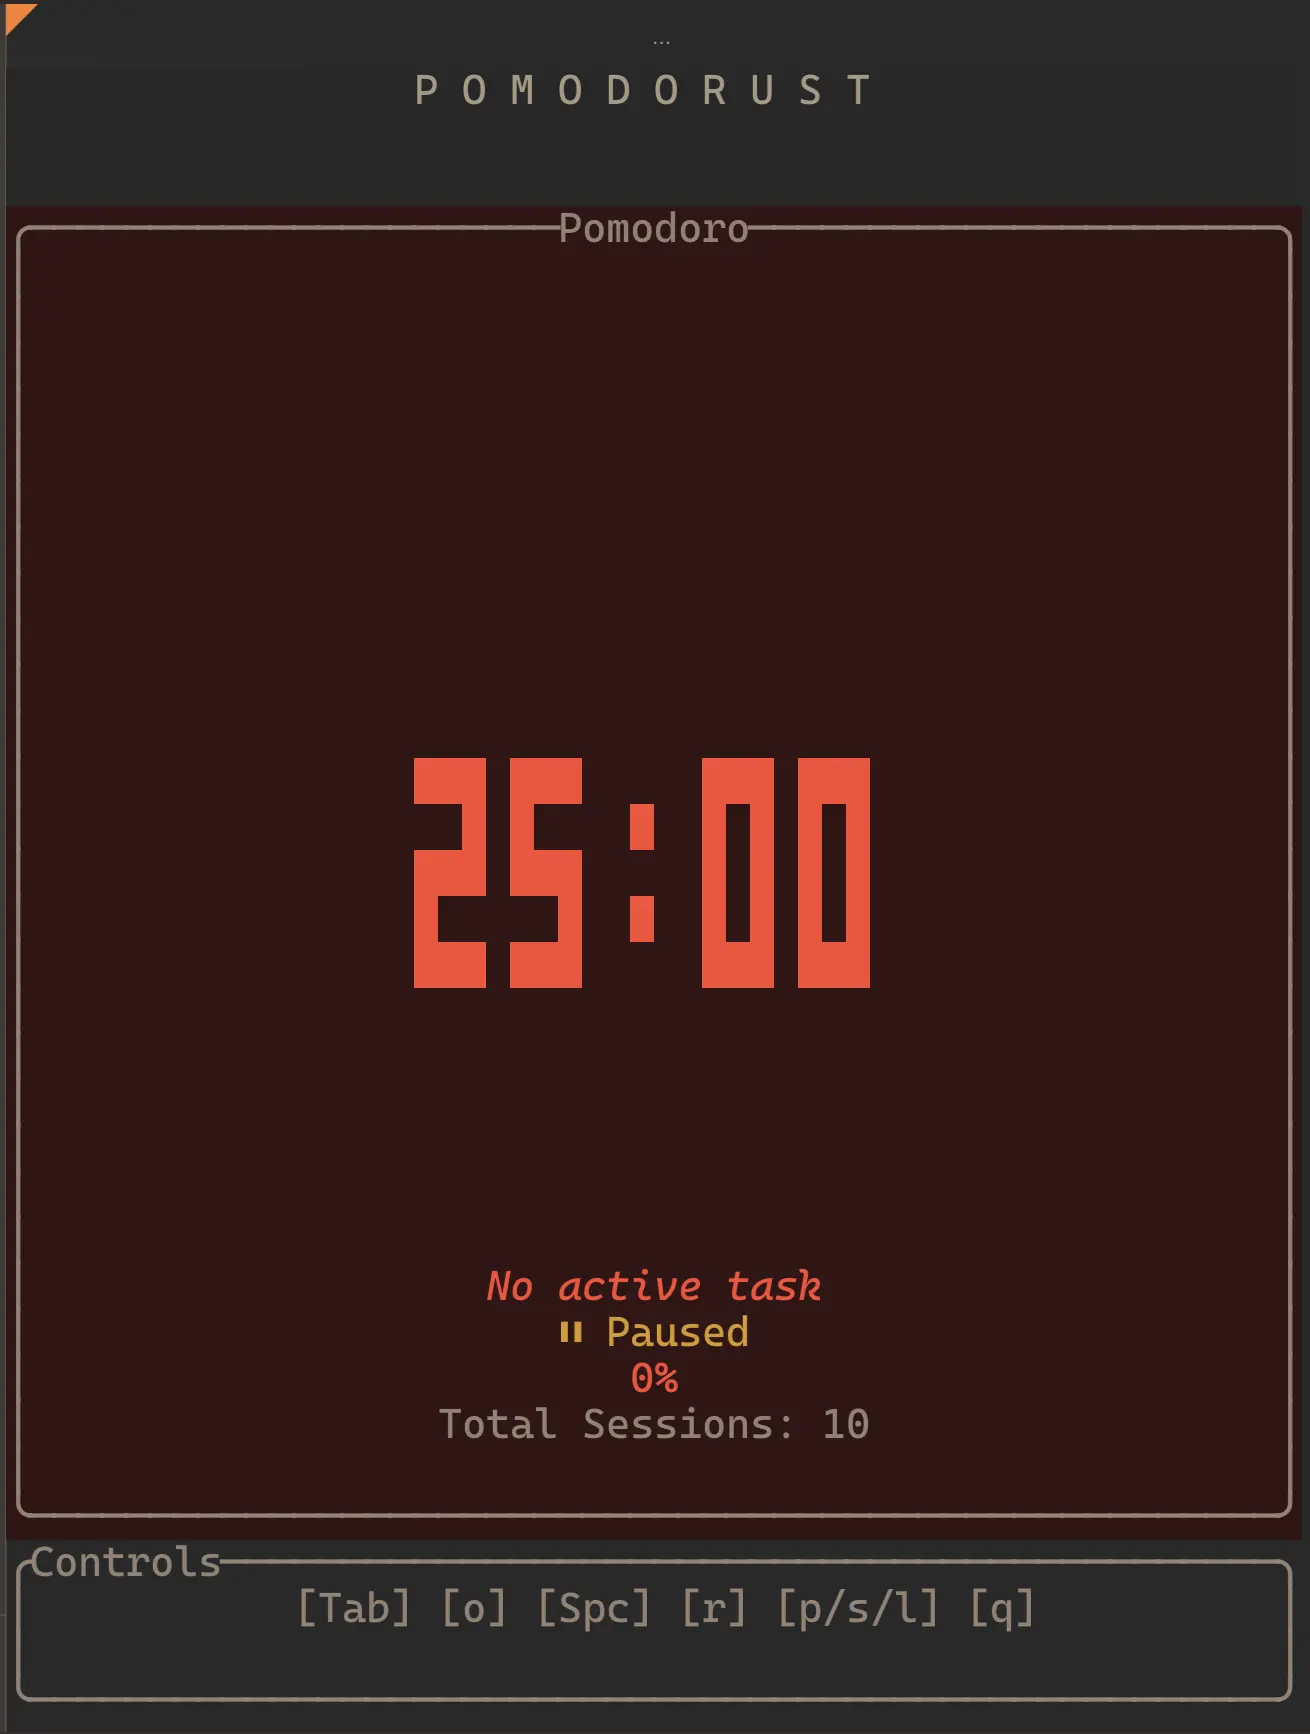 ...
P O M O D O R U S T
Pomodoro
25:00
No active task
⏸ Paused
0%
Total Sessions: 10
Controls
[Tab] [o] [Spc] [r] [p/s/l] [q]